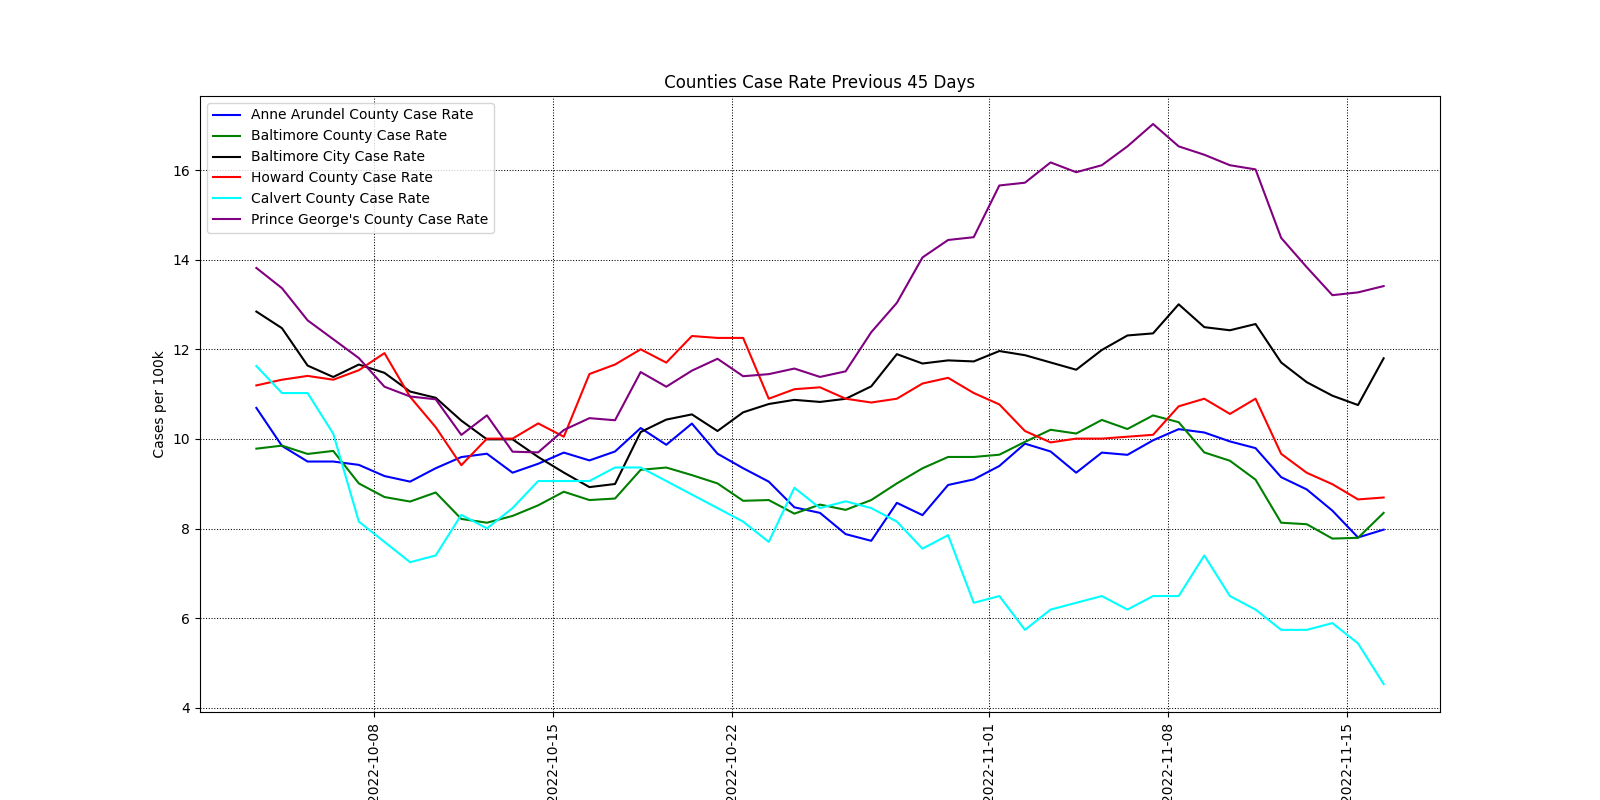 Counties Case Rate Previous 45 Days
Anne Arundel County Case Rate
Baltimore County Case Rate
Baltimore City Case Rate
Howard County Case Rate
Calvert County Case Rate
Prince George's County Case Rate
Cases per 100k
16
14
12
10
8
6
4
2022-10-08
2022-10-15
2022-10-22
2022-11-01
2022-11-08
2022-11-15